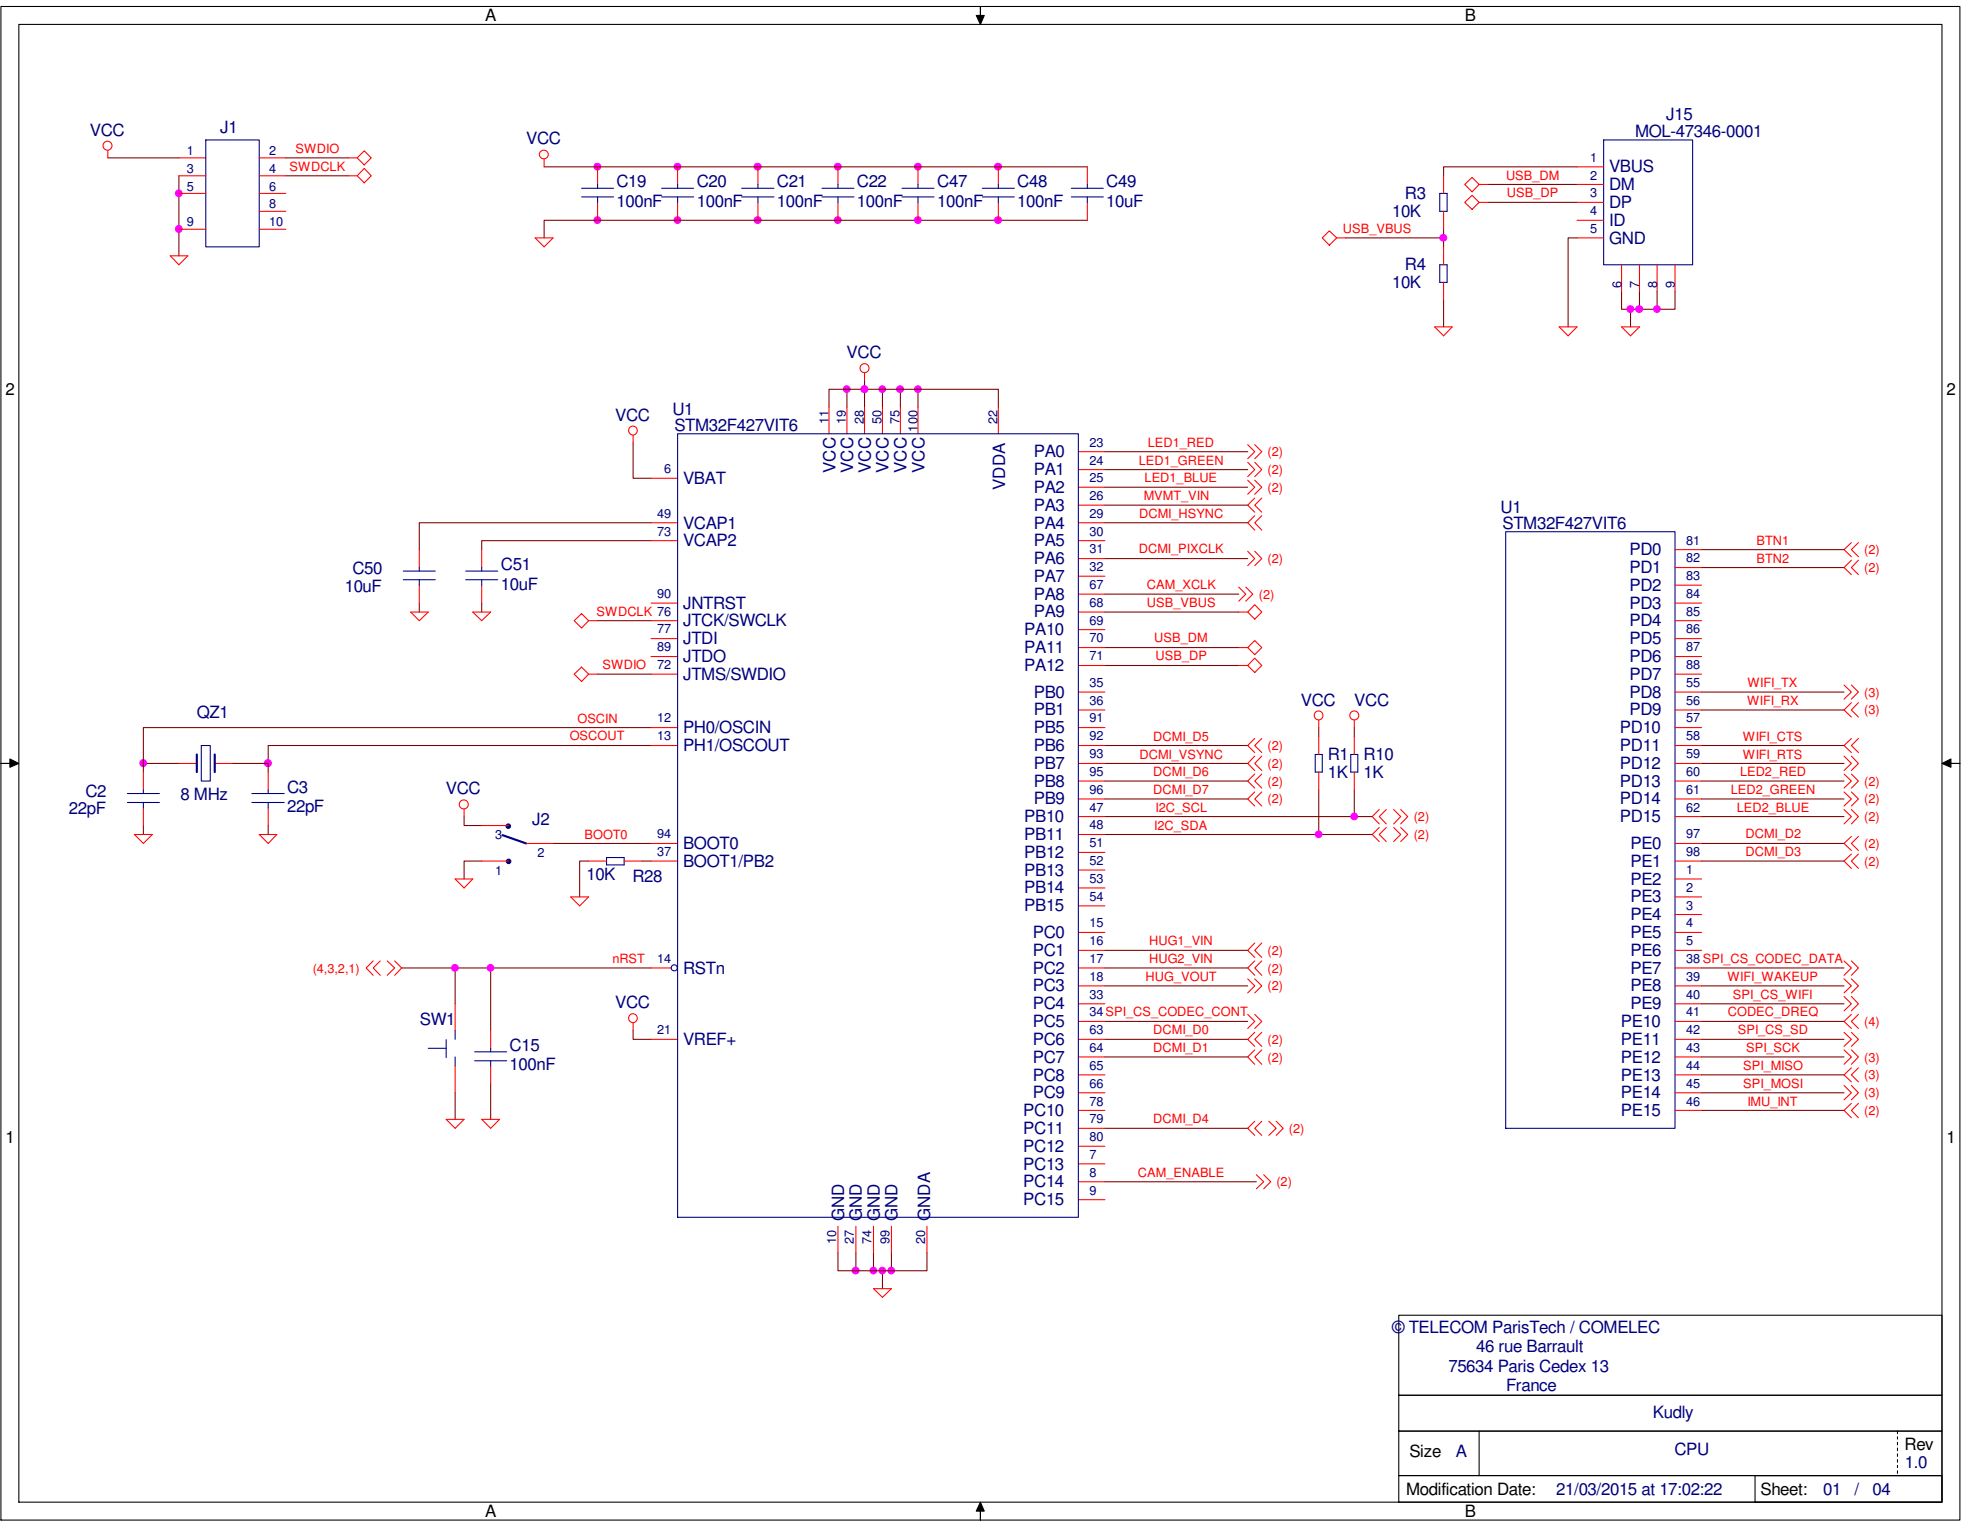 A
B
VCC
J1
1
2
SWDIO
3
4
SWDCLK
5
6
8
9
10
VCC
C19
100nF
C20
100nF
C21
100nF
C22
100nF
C47
100nF
C48
100nF
C49
10uF
J15
MOL-47346-0001
1
VBUS
USB_DM
2
DM
USB_DP
3
DP
4
ID
5
GND
6
7
8
9
R3
10K
USB_VBUS
R4
10K
2
2
VCC
U1
STM32F427VIT6
11
19
28
50
75
100
22
VCC
VCC
VCC
VCC
VCC
VCC
VDDA
VCC
6
VBAT
49
VCAP1
73
VCAP2
C50
10uF
C51
10uF
90
JNTRST
SWDCLK
76
JTCK/SWCLK
77
JTDI
89
JTDO
SWDIO
72
JTMS/SWDIO
QZ1
OSCIN
12
PH0/OSCIN
OSCOUT
13
PH1/OSCOUT
C2
22pF
8 MHz
C3
22pF
VCC
J2
3
2
1
BOOT0
94
BOOT0
37
BOOT1/PB2
10K
R28
(4,3,2,1)
nRST
14
RSTn
SW1
C15
100nF
VCC
21
VREF+
PA0
23
LED1_RED
(2)
PA1
24
LED1_GREEN
(2)
PA2
25
LED1_BLUE
(2)
PA3
26
MVMT_VIN
PA4
29
DCMI_HSYNC
PA5
30
PA6
31
DCMI_PIXCLK
(2)
PA7
32
PA8
67
CAM_XCLK
(2)
PA9
68
USB_VBUS
PA10
69
PA11
70
USB_DM
PA12
71
USB_DP
PB0
35
PB1
36
PB5
91
PB6
92
DCMI_D5
(2)
PB7
93
DCMI_VSYNC
(2)
PB8
95
DCMI_D6
(2)
PB9
96
DCMI_D7
(2)
PB10
47
I2C_SCL
(2)
PB11
48
I2C_SDA
(2)
PB12
51
PB13
52
PB14
53
PB15
54
VCC
VCC
R1
1K
R10
1K
PC0
15
PC1
16
HUG1_VIN
(2)
PC2
17
HUG2_VIN
(2)
PC3
18
HUG_VOUT
(2)
PC4
33
PC5
34
SPI_CS_CODEC_CONT
PC6
63
DCMI_D0
(2)
PC7
64
DCMI_D1
(2)
PC8
65
PC9
66
PC10
78
PC11
79
DCMI_D4
(2)
PC12
80
PC13
7
PC14
8
CAM_ENABLE
(2)
PC15
9
GND
GND
GND
GND
GNDA
10
27
74
99
20
U1
STM32F427VIT6
PD0
81
BTN1
(2)
PD1
82
BTN2
(2)
PD2
83
PD3
84
PD4
85
PD5
86
PD6
87
PD7
88
PD8
55
WIFI_TX
(3)
PD9
56
WIFI_RX
(3)
PD10
57
PD11
58
WIFI_CTS
PD12
59
WIFI_RTS
PD13
60
LED2_RED
(2)
PD14
61
LED2_GREEN
(2)
PD15
62
LED2_BLUE
(2)
PE0
97
DCMI_D2
(2)
PE1
98
DCMI_D3
(2)
PE2
1
PE3
2
PE4
3
PE5
4
PE6
5
PE7
38
SPI_CS_CODEC_DATA
PE8
39
WIFI_WAKEUP
PE9
40
SPI_CS_WIFI
PE10
41
CODEC_DREQ
(4)
PE11
42
SPI_CS_SD
PE12
43
SPI_SCK
(3)
PE13
44
SPI_MISO
(3)
PE14
45
SPI_MOSI
(3)
PE15
46
IMU_INT
(2)
1
1
© TELECOM ParisTech / COMELEC
46 rue Barrault
75634 Paris Cedex 13
France
Kudly
Size A
CPU
Rev
1.0
Modification Date: 21/03/2015 at 17:02:22
Sheet: 01 / 04
A
B